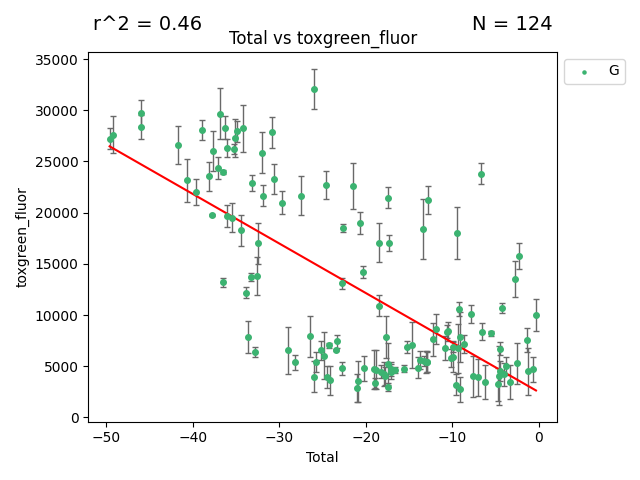 r^2 = 0.46
N = 124
Total vs toxgreen_fluor
G
35000
30000
25000
20000
15000
10000
5000
0
toxgreen_fluor
−50
−40
−30
−20
−10
0
Total